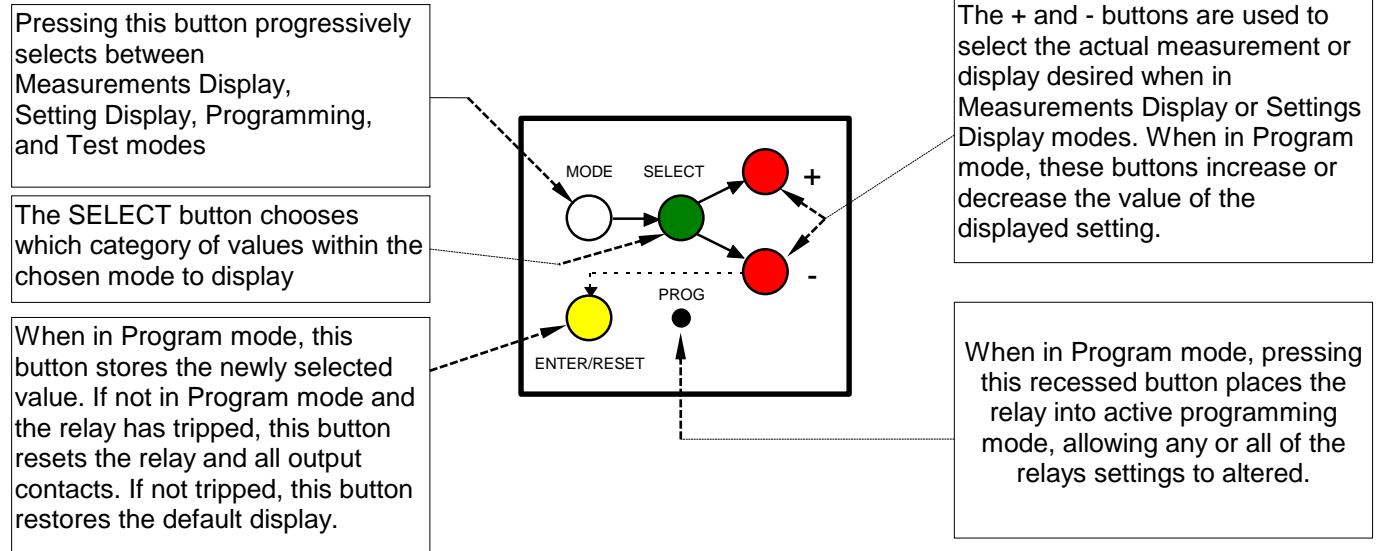 Pressing this button progressively
selects between
Measurements Display,
Setting Display, Programming,
and Test modes
The SELECT button chooses
which category of values within the
chosen mode to display
When in Program mode, this
button stores the newly selected
value. If not in Program mode and
the relay has tripped, this button
resets the relay and all output
contacts. If not tripped, this button
restores the default display.
MODE SELECT
+
-
PROG
ENTER/RESET
The + and - buttons are used to
select the actual measurement or
display desired when in
Measurements Display or Settings
Display modes. When in Program
mode, these buttons increase or
decrease the value of the
displayed setting.
When in Program mode, pressing
this recessed button places the
relay into active programming
mode, allowing any or all of the
relays settings to altered.